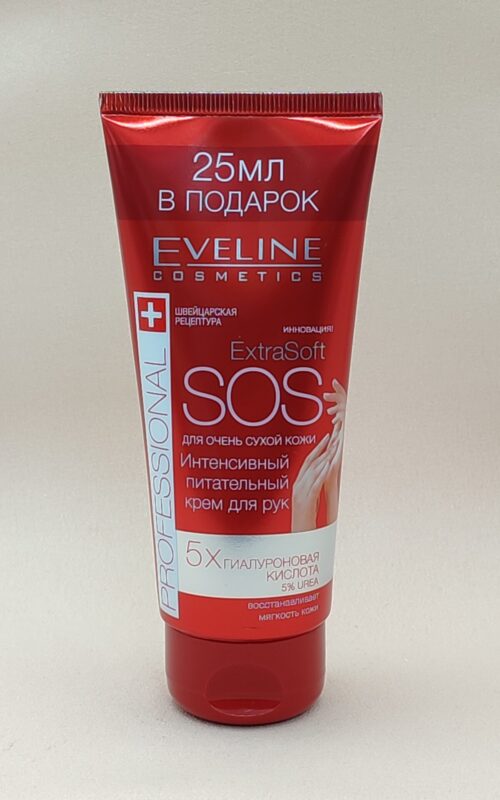 25МЛ
В ПОДАРОК
EVELINE
COSMETICS
ШВЕЙЦАРСКАЯ
РЕЦЕПТУРА
ИННОВАЦИЯ!
ExtraSoft
SOS
ДЛЯ ОЧЕНЬ СУХОЙ КОЖИ
Интенсивный
питательный
крем для рук
PROFESSIONAL
5X ГИАЛУРОНОВАЯ
КИСЛОТА
5% UREA
восстанавливает
мягкость кожи